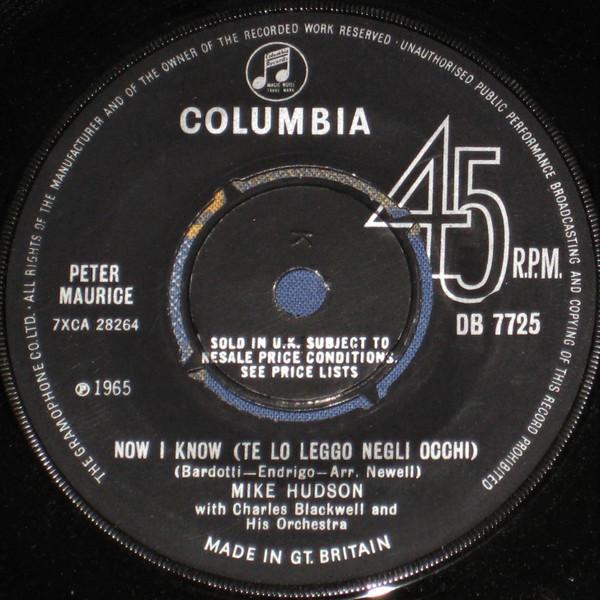 THE GRAMOPHONE CO. LTD. · ALL RIGHTS OF THE MANUFACTURER AND OF THE OWNER OF THE RECORDED WORK RESERVED · UNAUTHORISED PUBLIC PERFORMANCE BROADCASTING AND COPYING OF THIS RECORD PROHIBITED
Columbia
Records
MAGIC NOTES
TRADE MARK
COLUMBIA
45
R.P.M.
PETER
MAURICE
7XCA 28264
DB 7725
K
SOLD IN U.K. SUBJECT TO
RESALE PRICE CONDITIONS.
SEE PRICE LISTS
℗ 1965
NOW I KNOW (TE LO LEGGO NEGLI OCCHI)
(Bardotti—Endrigo—Arr. Newell)
MIKE HUDSON
with Charles Blackwell and
His Orchestra
MADE IN GT. BRITAIN